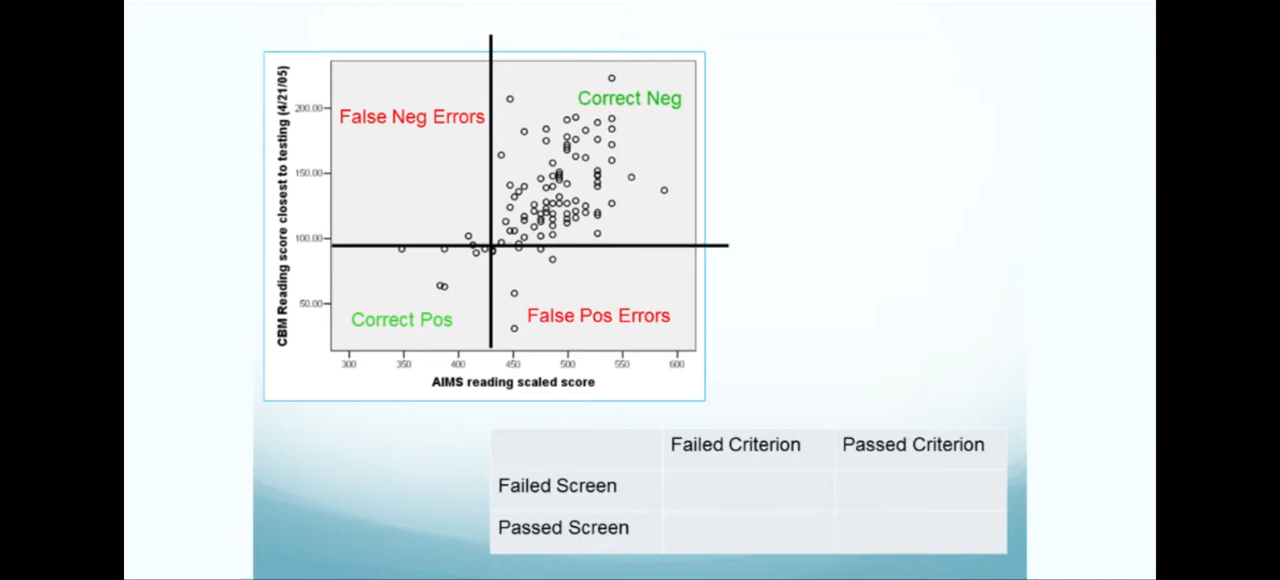 CBM Reading score closest to testing (4/21/05)
200.00
150.00
100.00
50.00
False Neg Errors
Correct Neg
Correct Pos
False Pos Errors
300 350 400 450 500 550 600
AIMS reading scaled score
Failed Criterion Passed Criterion
Failed Screen
Passed Screen